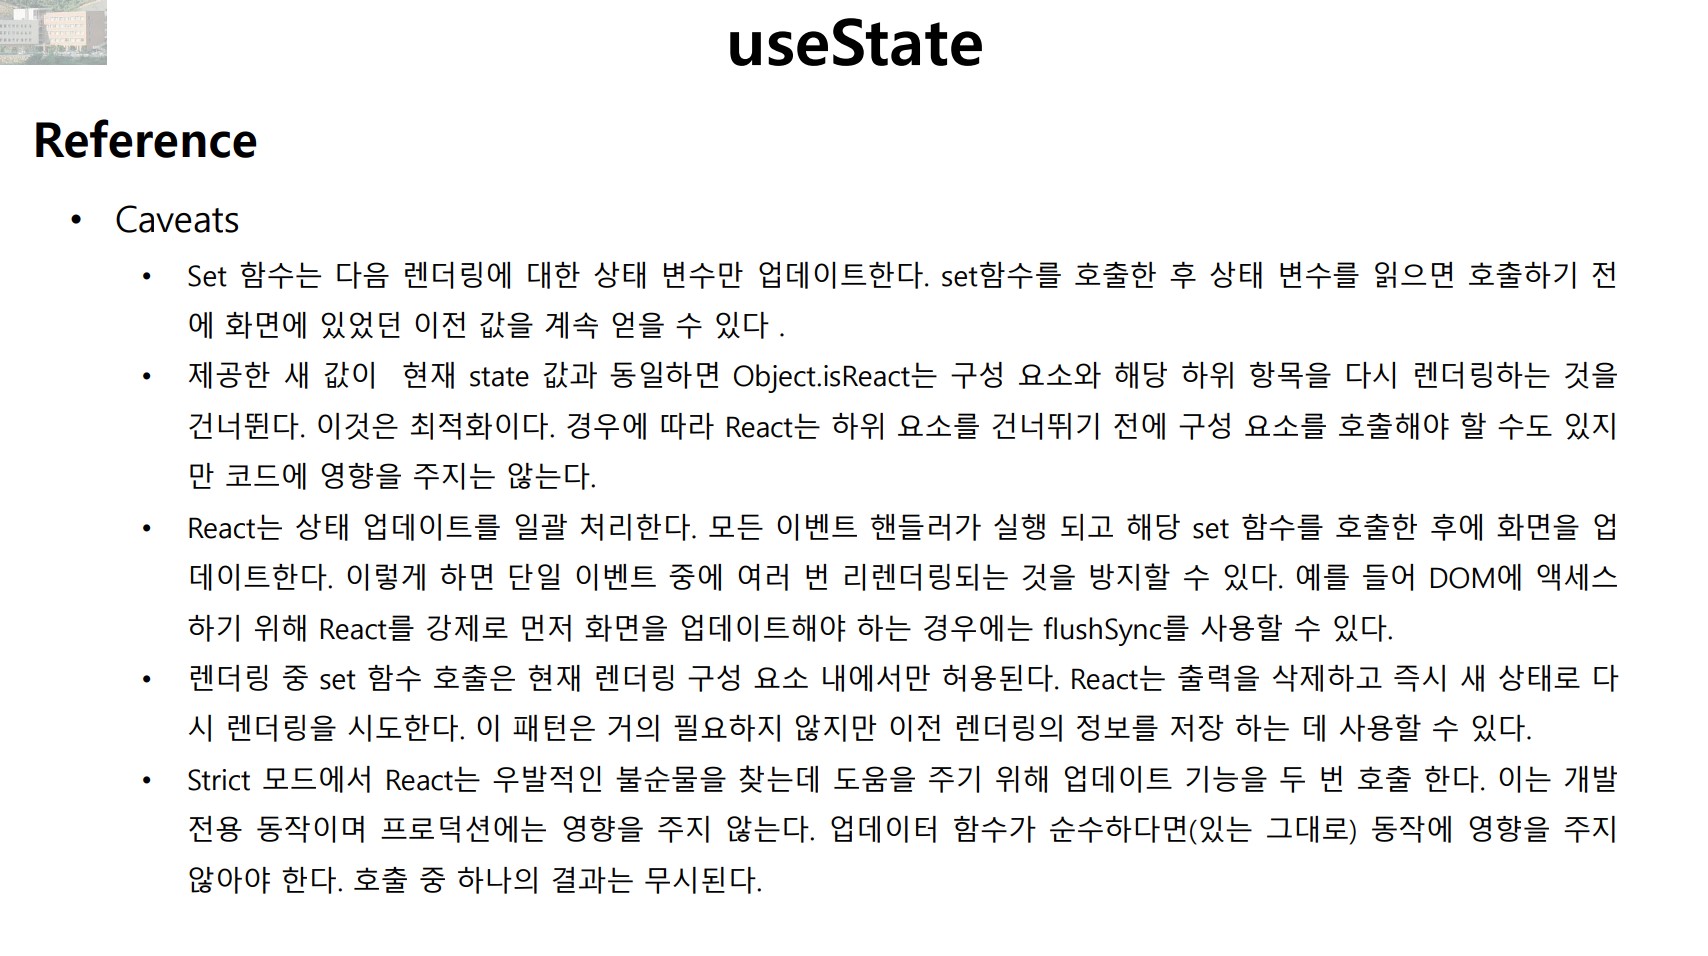 useState
Reference
• Caveats
• Set 함수는 다음 렌더링에 대한 상태 변수만 업데이트한다. set함수를 호출한 후 상태 변수를 읽으면 호출하기 전
에 화면에 있었던 이전 값을 계속 얻을 수 있다 .
• 제공한 새 값이  현재 state 값과 동일하면 Object.isReact는 구성 요소와 해당 하위 항목을 다시 렌더링하는 것을
건너뛴다. 이것은 최적화이다. 경우에 따라 React는 하위 요소를 건너뛰기 전에 구성 요소를 호출해야 할 수도 있지
만 코드에 영향을 주지는 않는다.
• React는 상태 업데이트를 일괄 처리한다. 모든 이벤트 핸들러가 실행 되고 해당 set 함수를 호출한 후에 화면을 업
데이트한다. 이렇게 하면 단일 이벤트 중에 여러 번 리렌더링되는 것을 방지할 수 있다. 예를 들어 DOM에 액세스
하기 위해 React를 강제로 먼저 화면을 업데이트해야 하는 경우에는 flushSync를 사용할 수 있다.
• 렌더링 중 set 함수 호출은 현재 렌더링 구성 요소 내에서만 허용된다. React는 출력을 삭제하고 즉시 새 상태로 다
시 렌더링을 시도한다. 이 패턴은 거의 필요하지 않지만 이전 렌더링의 정보를 저장 하는 데 사용할 수 있다.
• Strict 모드에서 React는 우발적인 불순물을 찾는데 도움을 주기 위해 업데이트 기능을 두 번 호출 한다. 이는 개발
전용 동작이며 프로덕션에는 영향을 주지 않는다. 업데이터 함수가 순수하다면(있는 그대로) 동작에 영향을 주지
않아야 한다. 호출 중 하나의 결과는 무시된다.